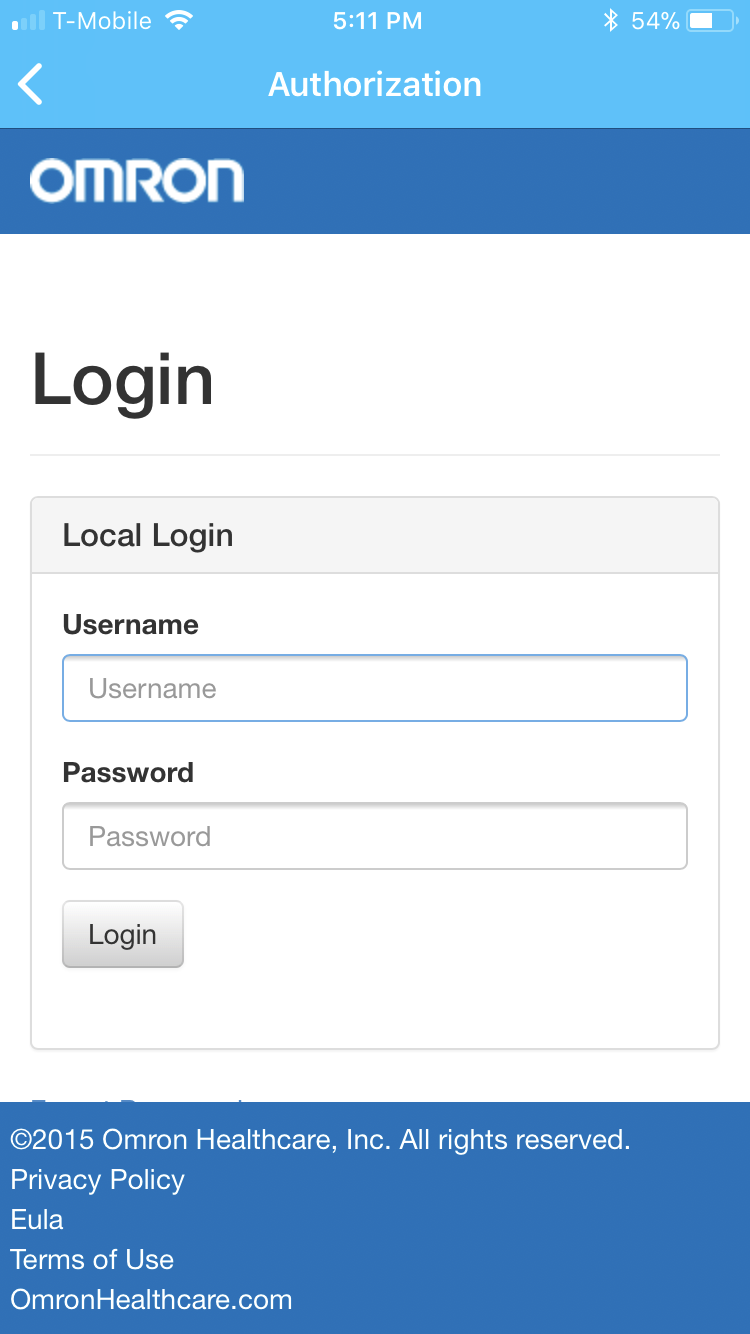 T-Mobile 5:11 PM 54%
Authorization
OMRON
Login
Local Login
Username
Username
Password
Password
Login
©2015 Omron Healthcare, Inc. All rights reserved.
Privacy Policy
Eula
Terms of Use
OmronHealthcare.com